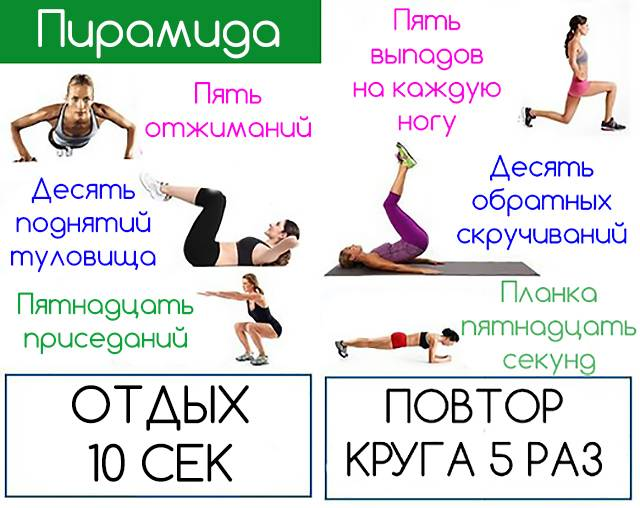 Пирамида
Пять
отжиманий
Десять
поднятий
туловища
Пятнадцать
приседаний
ОТДЫХ
10 СЕК
Пять
выпадов
на каждую
ногу
Десять
обратных
скручиваний
Планка
пятнадцать
секунд
ПОВТОР
КРУГА 5 РАЗ